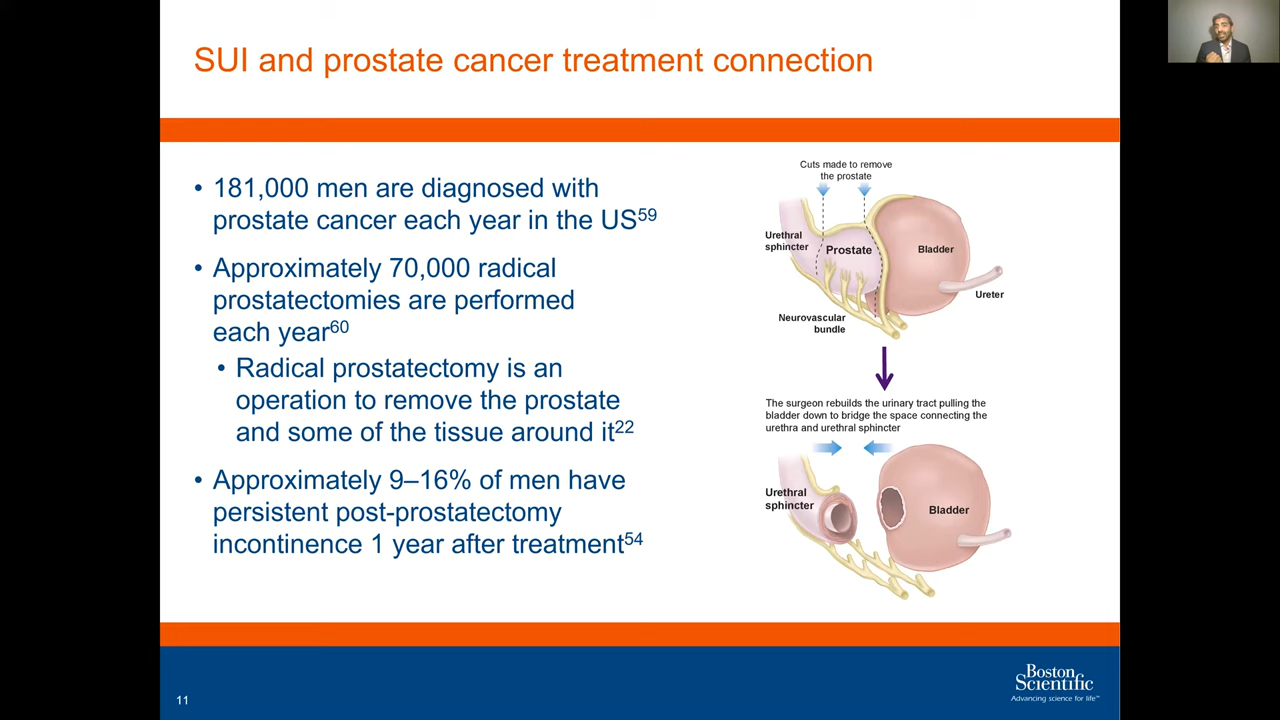 SUI and prostate cancer treatment connection
• 181,000 men are diagnosed with
prostate cancer each year in the US59
• Approximately 70,000 radical
prostatectomies are performed
each year60
• Radical prostatectomy is an
operation to remove the prostate
and some of the tissue around it22
• Approximately 9–16% of men have
persistent post-prostatectomy
incontinence 1 year after treatment54
Cuts made to remove
the prostate
Urethral
sphincter
Prostate
Bladder
Ureter
Neurovascular
bundle
The surgeon rebuilds the urinary tract pulling the
bladder down to bridge the space connecting the
urethra and urethral sphincter
Urethral
sphincter
Bladder
11
Boston
Scientific
Advancing science for life™